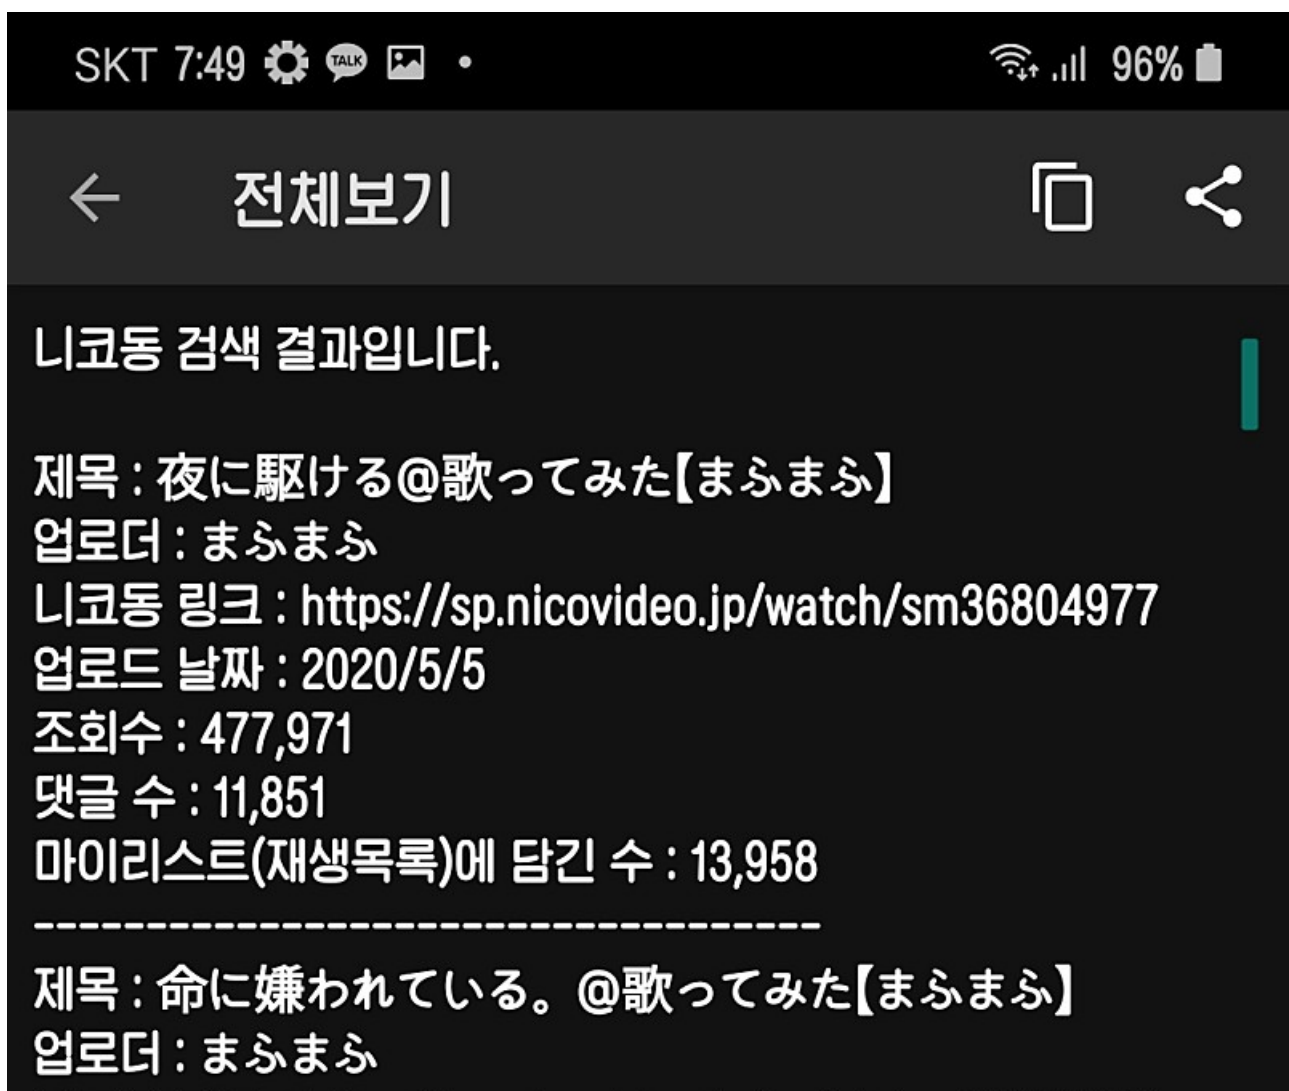 SKT 7:49 TALK 96%
전체보기
니코동 검색 결과입니다.
제목 : 夜に駆ける@歌ってみた【まふまふ】
업로더 : まふまふ
니코동 링크 : https://sp.nicovideo.jp/watch/sm36804977
업로드 날짜 : 2020/5/5
조회수 : 477,971
댓글 수 : 11,851
마이리스트(재생목록)에 담긴 수 : 13,958
-----------------------------------
제목 : 命に嫌われている。@歌ってみた【まふまふ】
업로더 : まふまふ